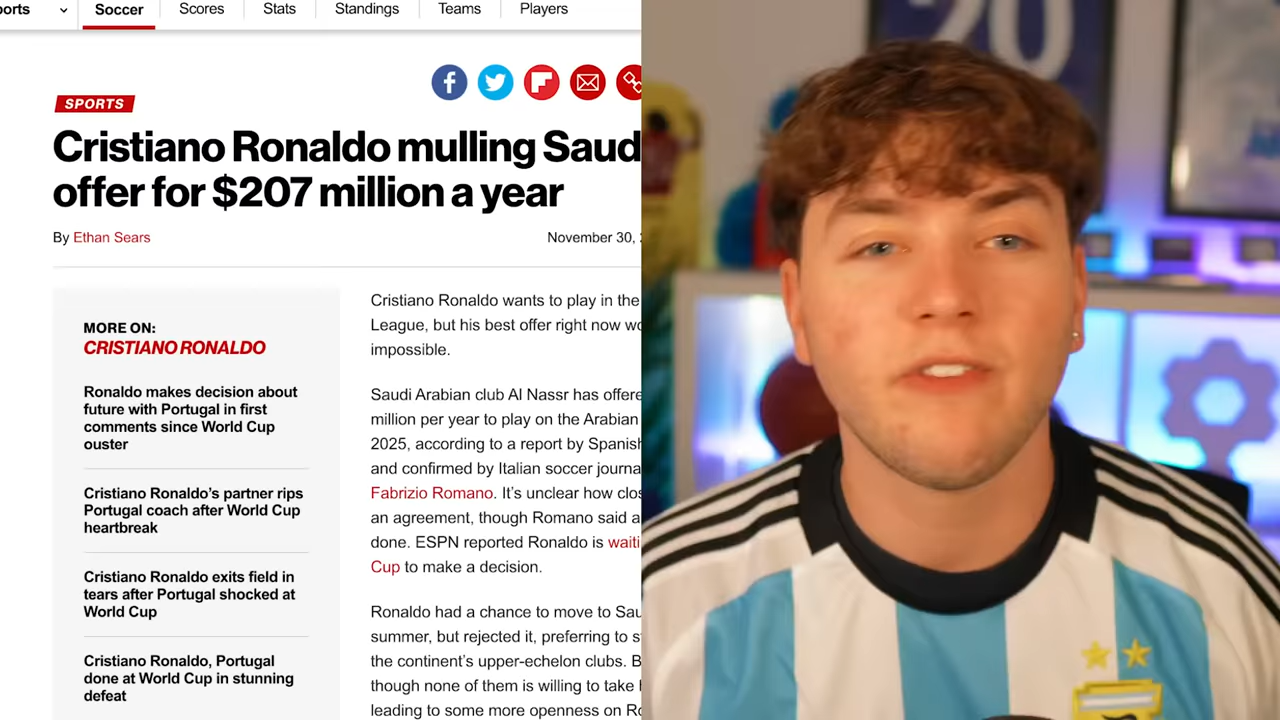 Soccer
Scores
Stats
Standings
Teams
Players
SPORTS
Cristiano Ronaldo mulling
offer for $207 million a year
By Ethan Sears
November 30,
MORE ON:
CRISTIANO RONALDO
Ronaldo makes decision about
future with Portugal in first
comments since World Cup
ouster
Cristiano Ronaldo's partner rips
Portugal coach after World Cup
heartbreak
Cristiano Ronaldo exits field in
tears after Portugal shocked at
World Cup
Cristiano Ronaldo, Portugal
done at World Cup in stunning
defeat
Cristiano Ronaldo wants to play in the
League, but his best offer right now
impossible.
Saudi Arabian club Al Nassr has
million per year to play on the Arabian
2025, according to a report by
and confirmed by Italian soccer
Fabrizio Romano. It's unclear how
an agreement, though Romano said a
done. ESPN reported Ronaldo is
Cup to make a decision.
Ronaldo had a chance to move to
summer, but rejected it, preferring to
the continent's upper-echelon clubs.
though none of them is willing to take
leading to some more openness on
20